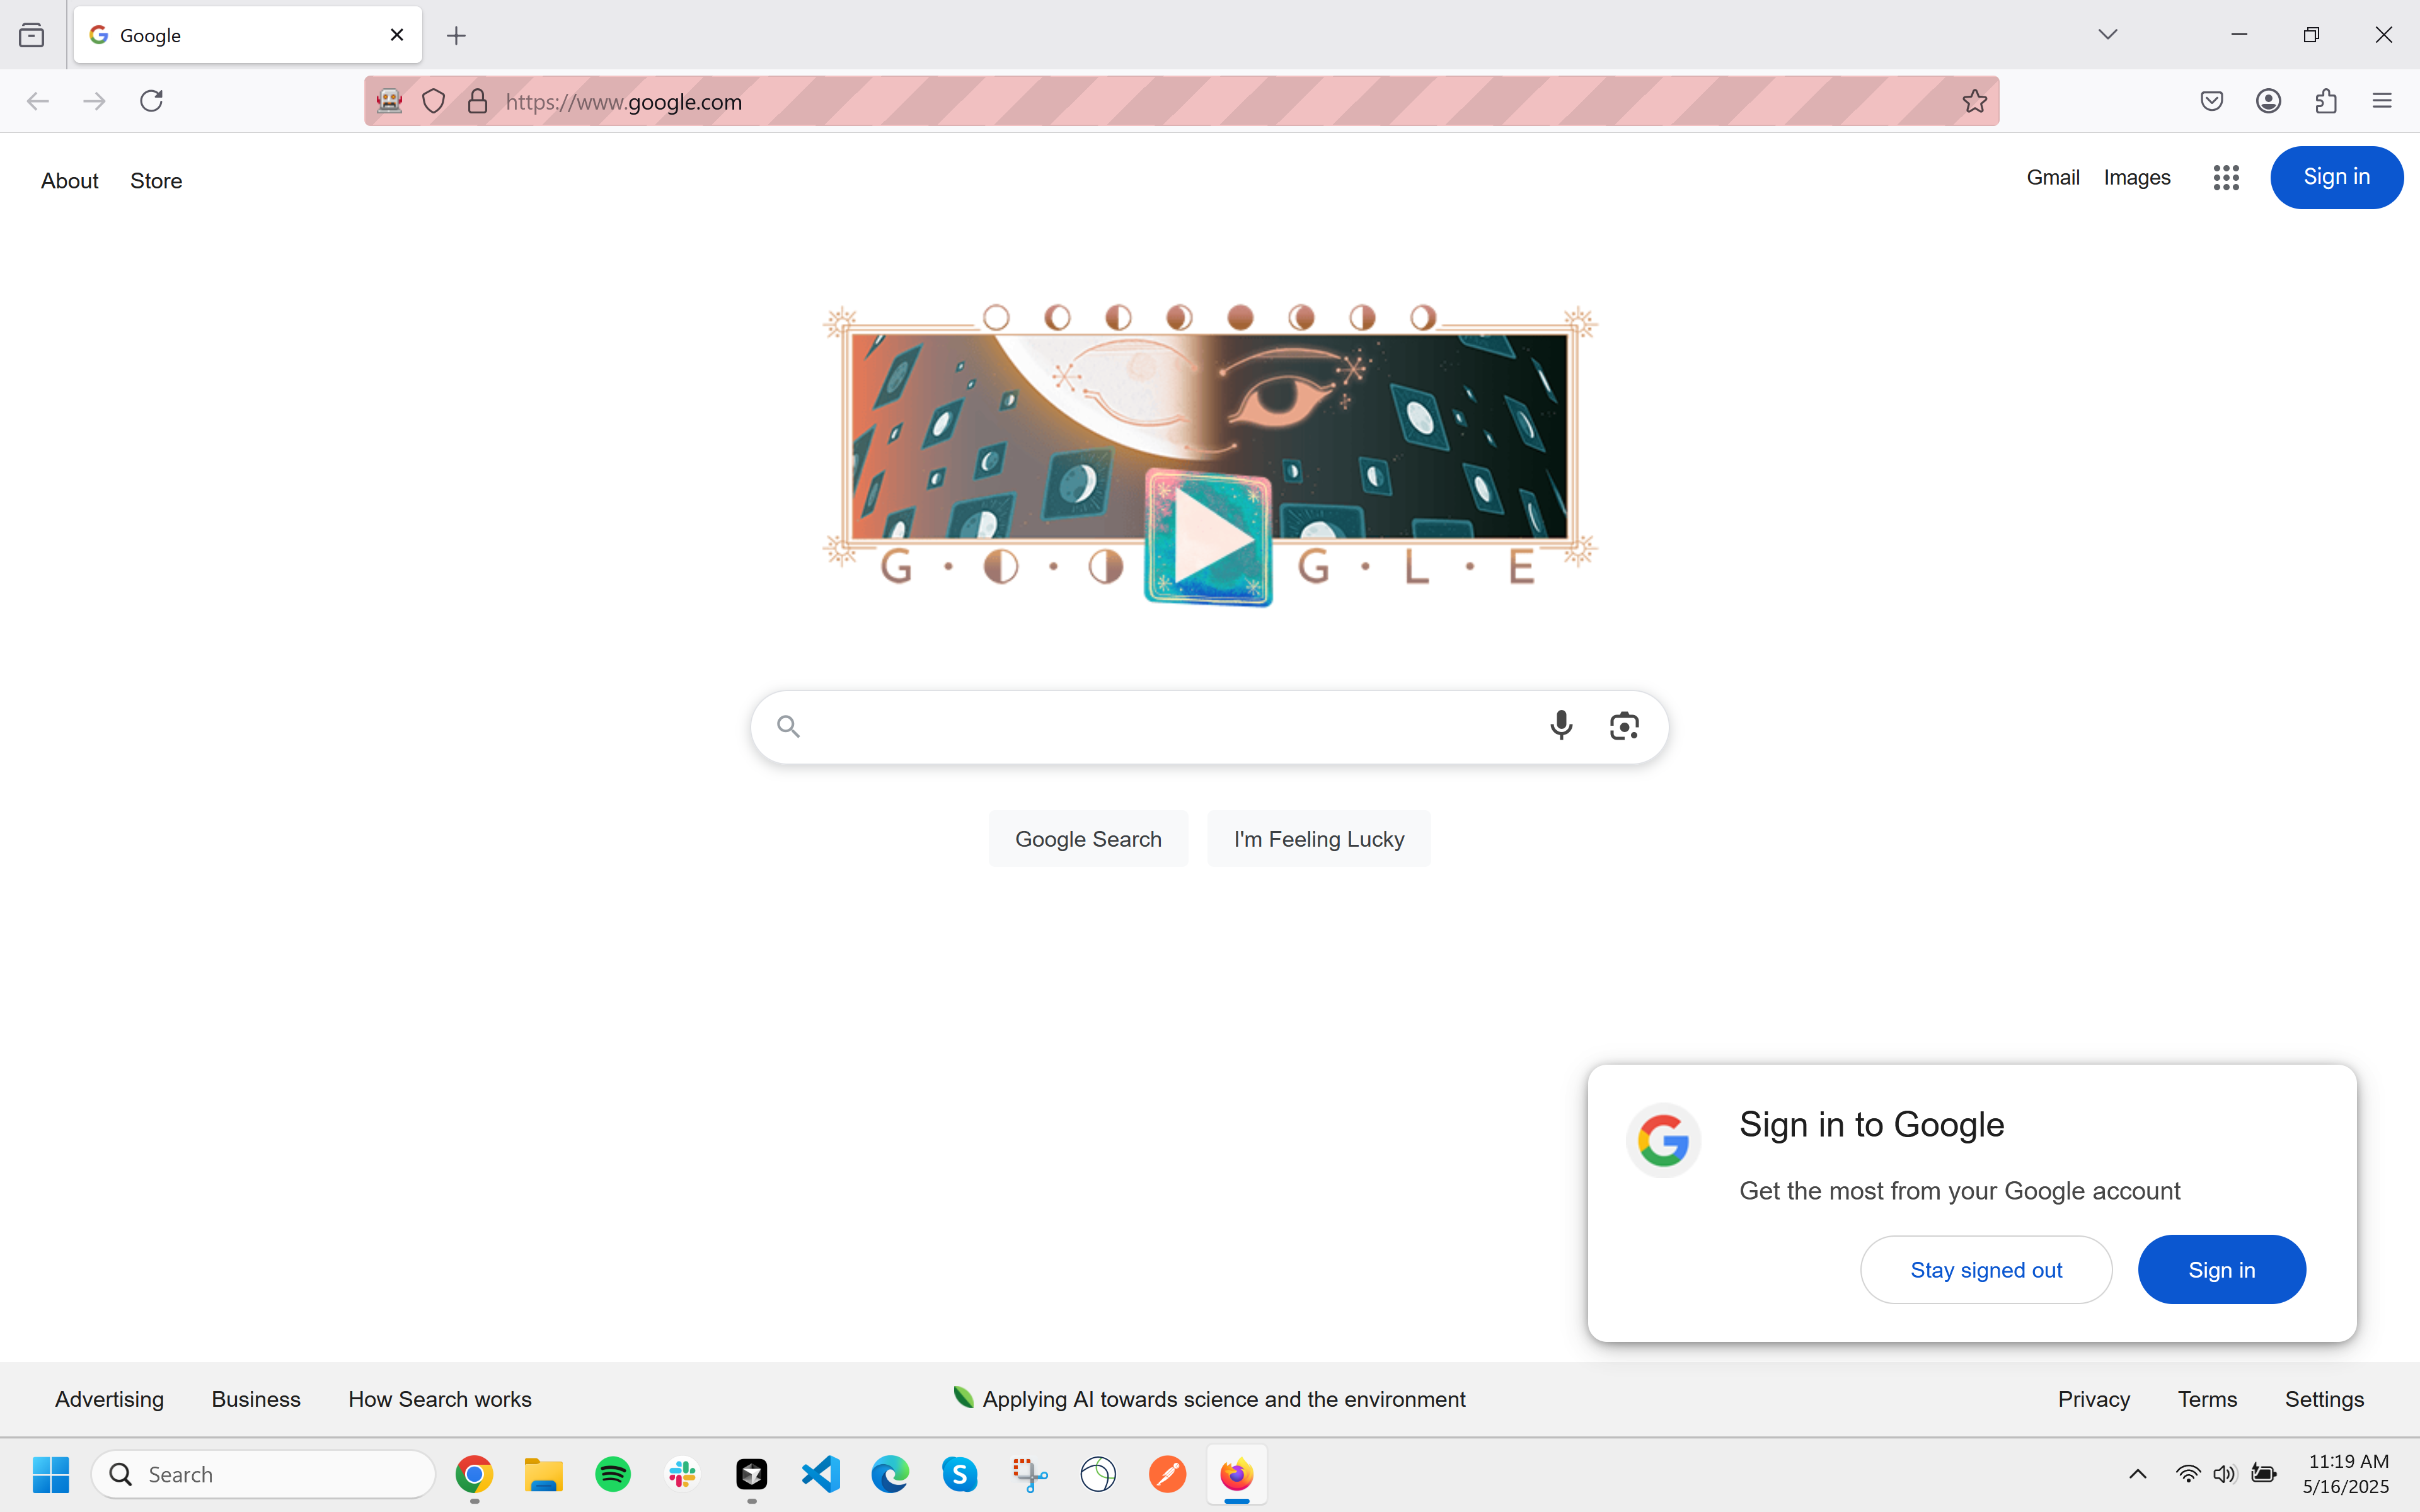 Google
https://www.google.com
About
Store
Gmail
Images
Sign in
G · O · O G · L · E
Google Search
I'm Feeling Lucky
Sign in to Google
Get the most from your Google account
Stay signed out
Sign in
Advertising
Business
How Search works
Applying AI towards science and the environment
Privacy
Terms
Settings
Search
11:19 AM
5/16/2025